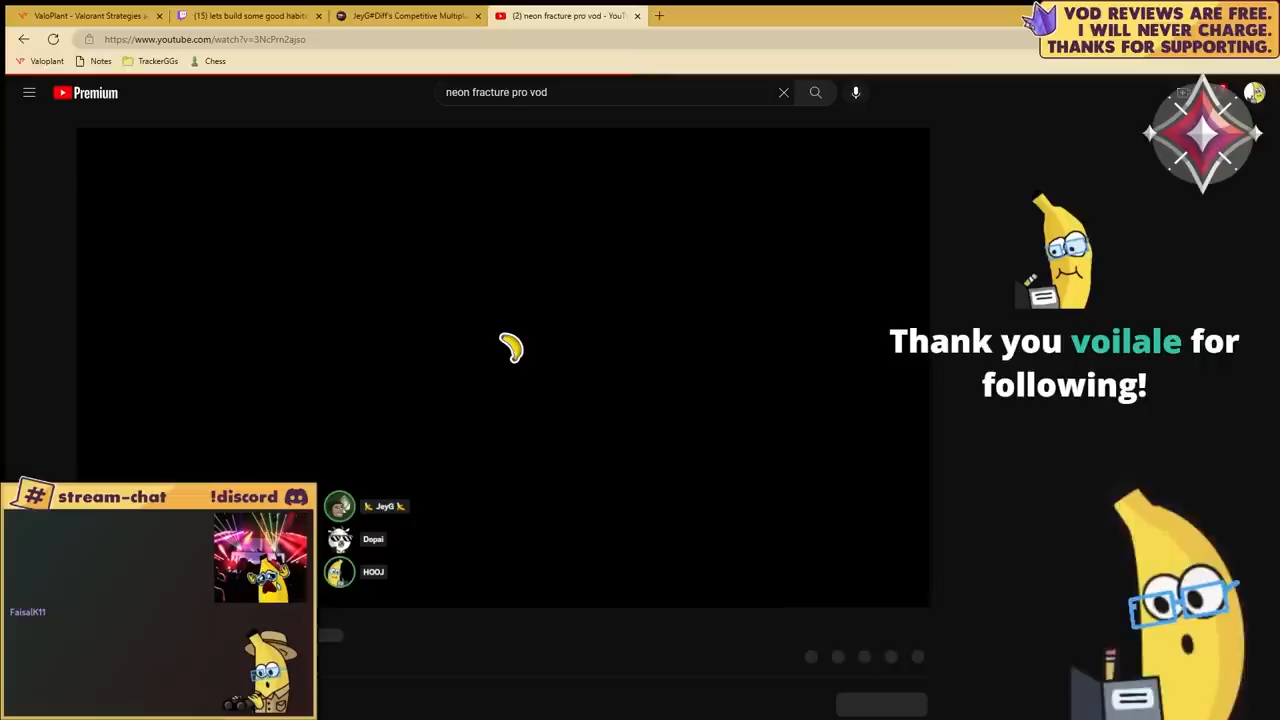 ValoPlant - Valorant Strategies a
(15) lets build some good habits
JeyG#Diff's Competitive Multipla
(2) neon fracture pro vod - YouT
https://www.youtube.com/watch?v=3NcPrn2ajso
Valoplant
Notes
TrackerGGs
Chess
VOD REVIEWS ARE FREE.
I WILL NEVER CHARGE.
THANKS FOR SUPPORTING.
Premium
neon fracture pro vod
Thank you voilale for
following!
# stream-chat
!discord
FaisalK11
JeyG
Dopai
HOOJ